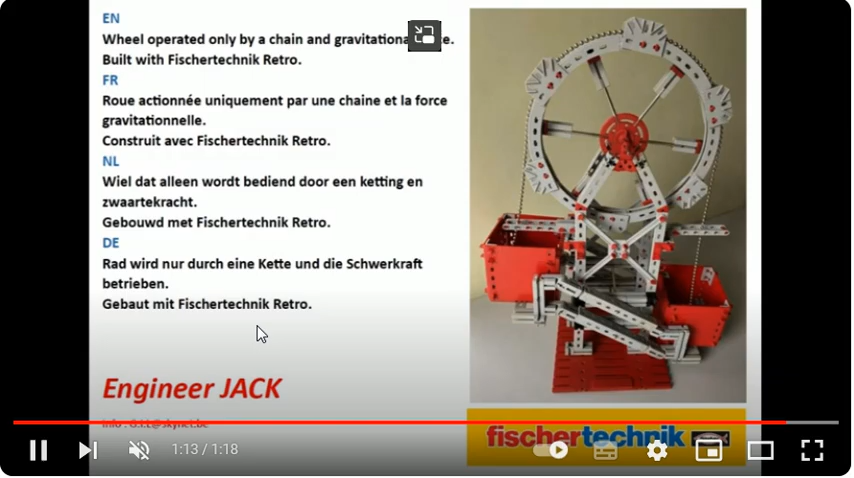 EN
Wheel operated only by a chain and gravitational
Built with Fischertechnik Retro.
FR
Roue actionnée uniquement par une chaine et la force
gravitationnelle.
Construit avec Fischertechnik Retro.
NL
Wiel dat alleen wordt bediend door een ketting en
zwaartekracht.
Gebouwd met Fischertechnik Retro.
DE
Rad wird nur durch eine Kette und die Schwerkraft
betrieben.
Gebaut mit Fischertechnik Retro.
Engineer JACK
fischertechnik
1:13 / 1:18